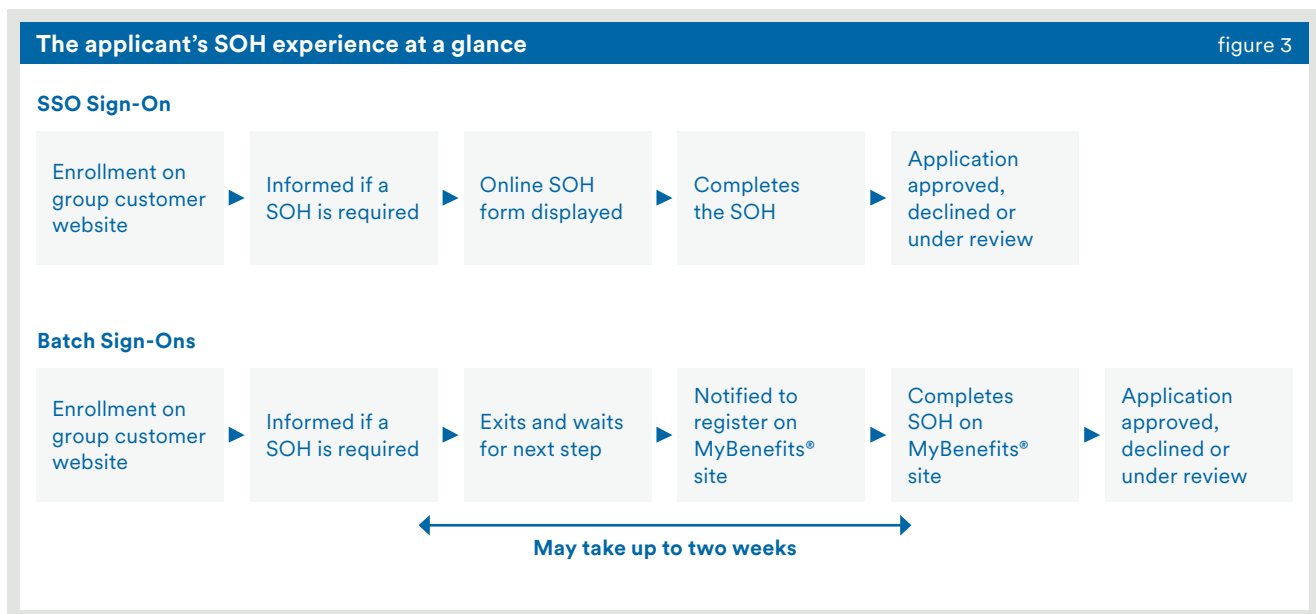 The applicant’s SOH experience at a glance
figure 3
SSO Sign-On
Enrollment on
group customer
website
Informed if a
SOH is required
Online SOH
form displayed
Completes
the SOH
Application
approved,
declined or
under review
Batch Sign-Ons
Enrollment on
group customer
website
Informed if a
SOH is required
Exits and waits
for next step
Notified to
register on
MyBenefits®
site
Completes
SOH on
MyBenefits®
site
Application
approved,
declined or
under review
May take up to two weeks